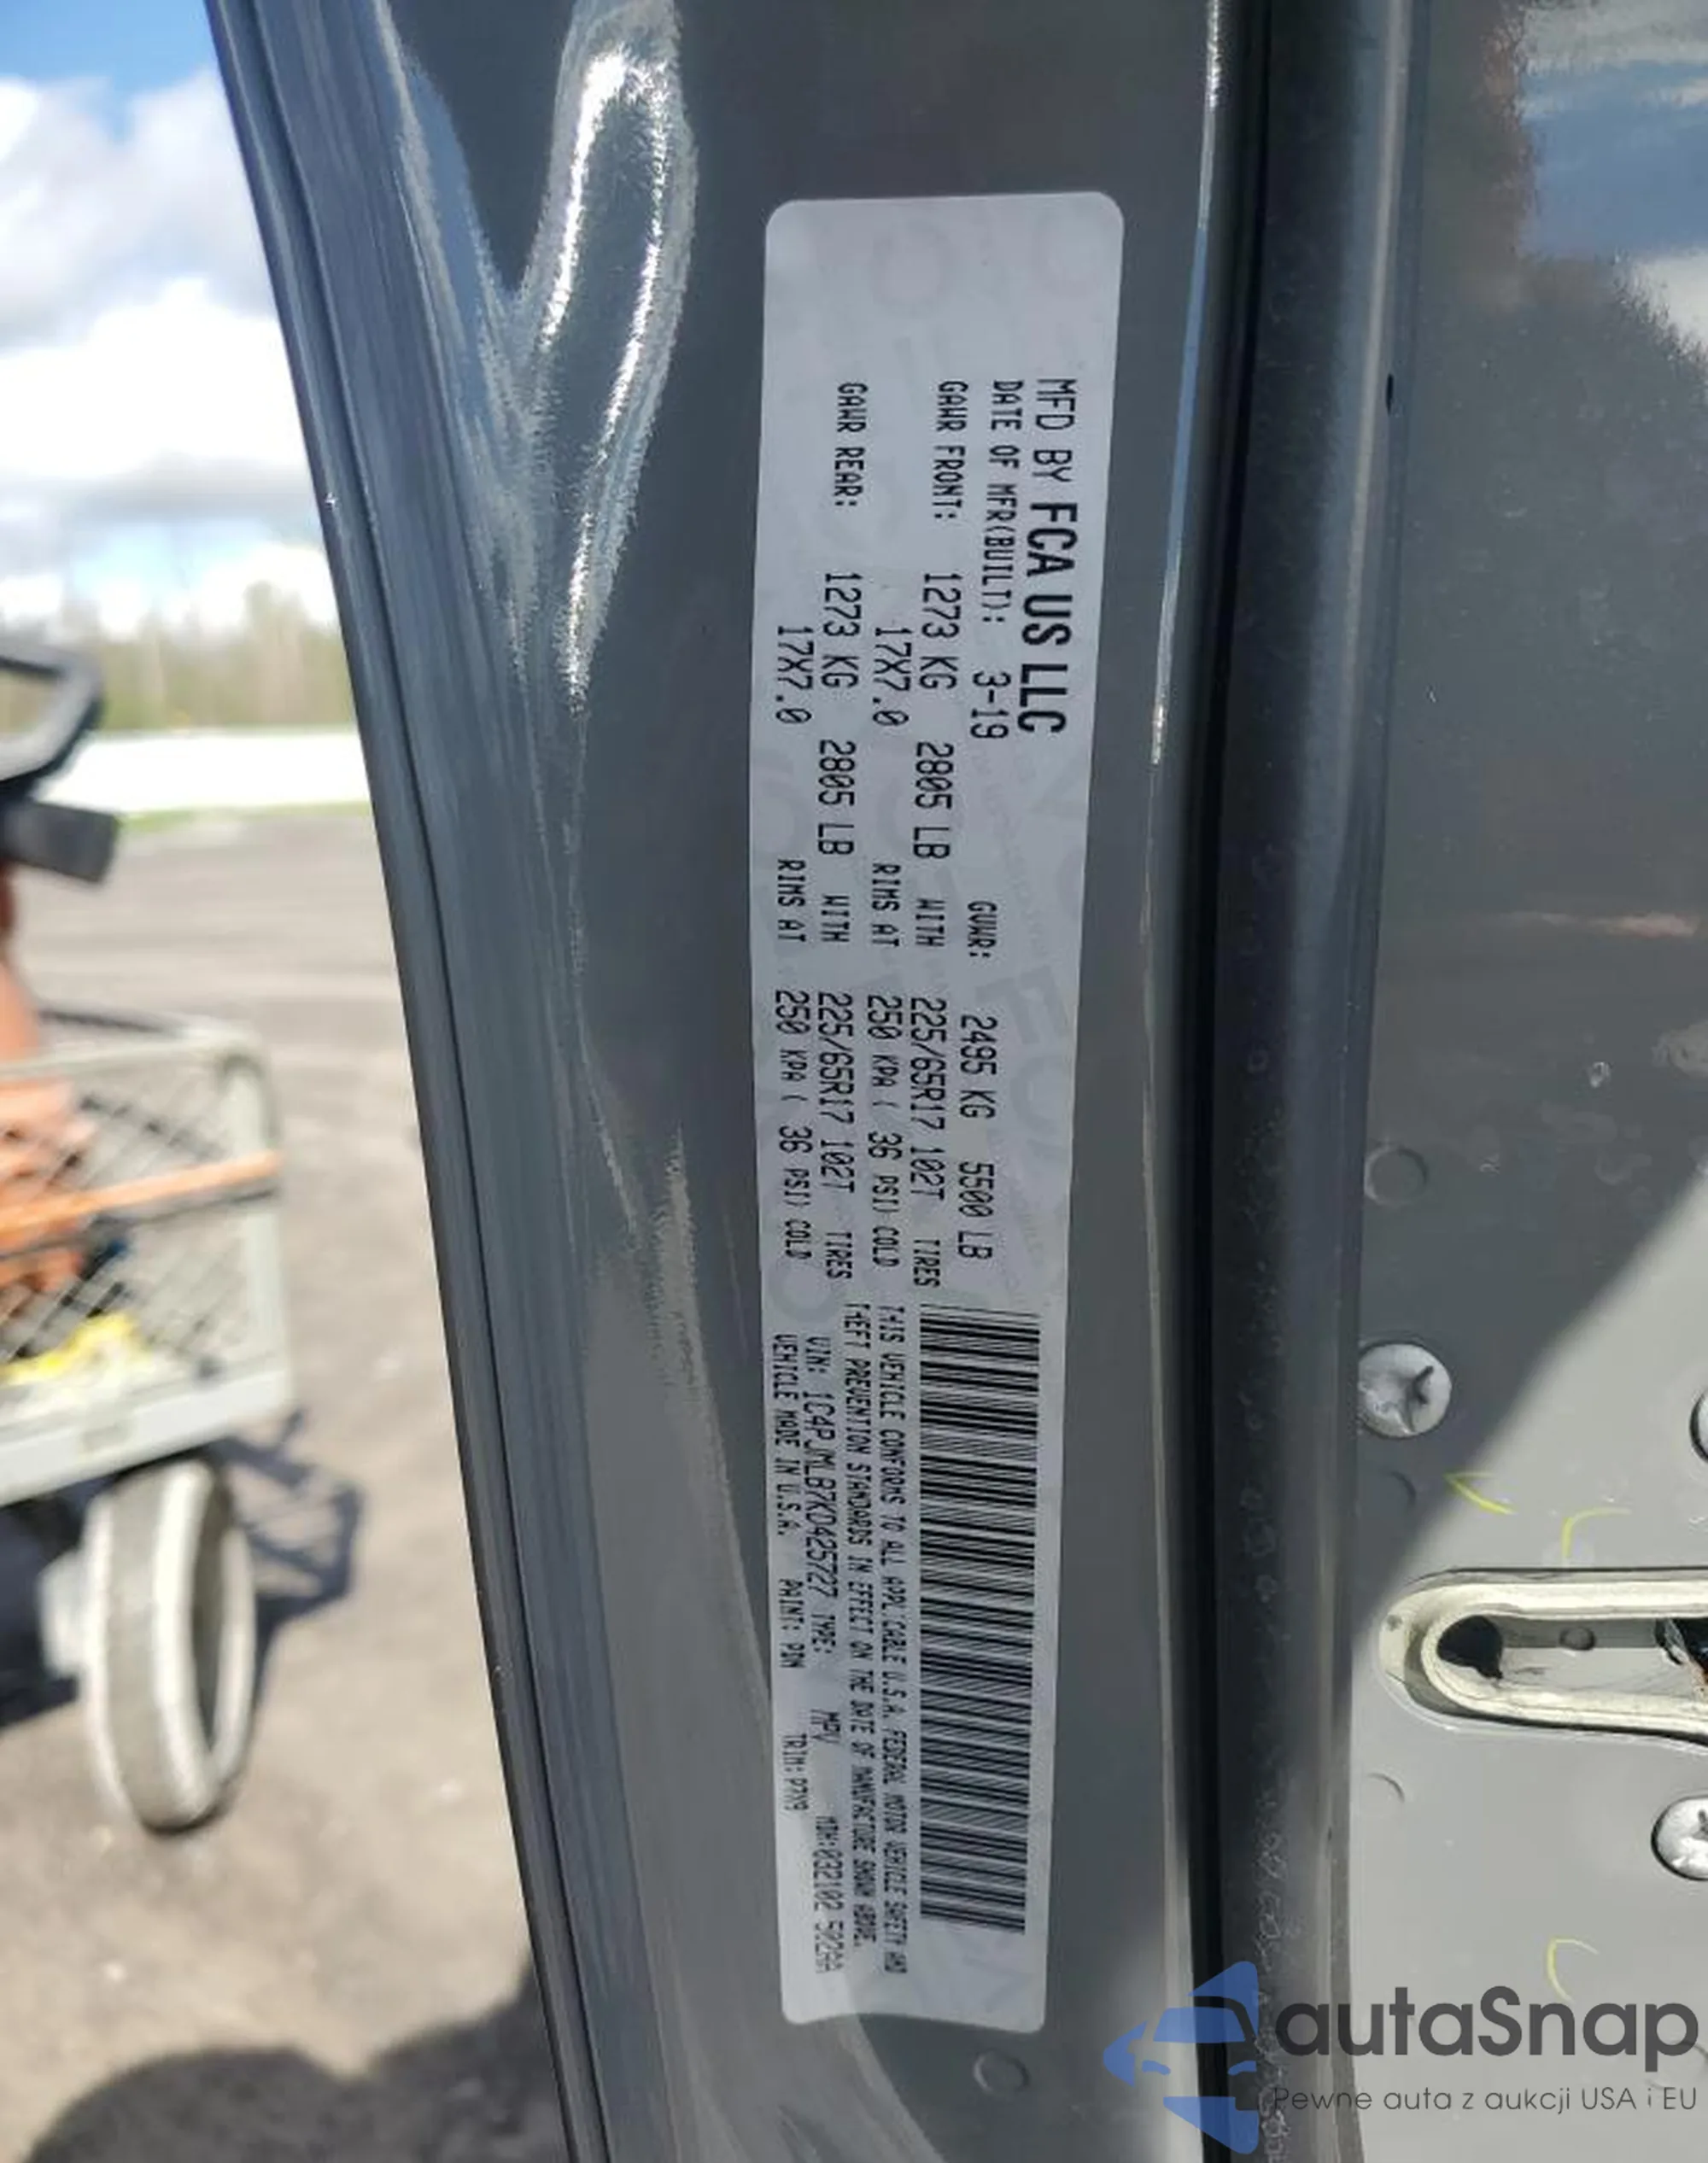 MFD BY FCA US LLC
DATE OF MFR(BUILT): 3-19 GVWR: 2495 KG 5500 LB
GAWR FRONT: 1273 KG 2805 LB WITH 225/65R17 102T TIRES
17X7.0 RIMS AT 250 KPA ( 36 PSI) COLD
GAWR REAR: 1273 KG 2805 LB WITH 225/65R17 102T TIRES
17X7.0 RIMS AT 250 KPA ( 36 PSI) COLD
THIS VEHICLE CONFORMS TO ALL APPLICABLE U.S.A. FEDERAL MOTOR VEHICLE SAFETY AND
THEFT PREVENTION STANDARDS IN EFFECT ON THE DATE OF MANUFACTURE SHOWN ABOVE.
VIN: 1C4PJMLB7KD425727 TYPE: MPV MDH:032102 5029A
VEHICLE MADE IN U.S.A. PAINT: PDN TRIM:P7X9
autaSnap
Pewne auta z aukcji USA i EU